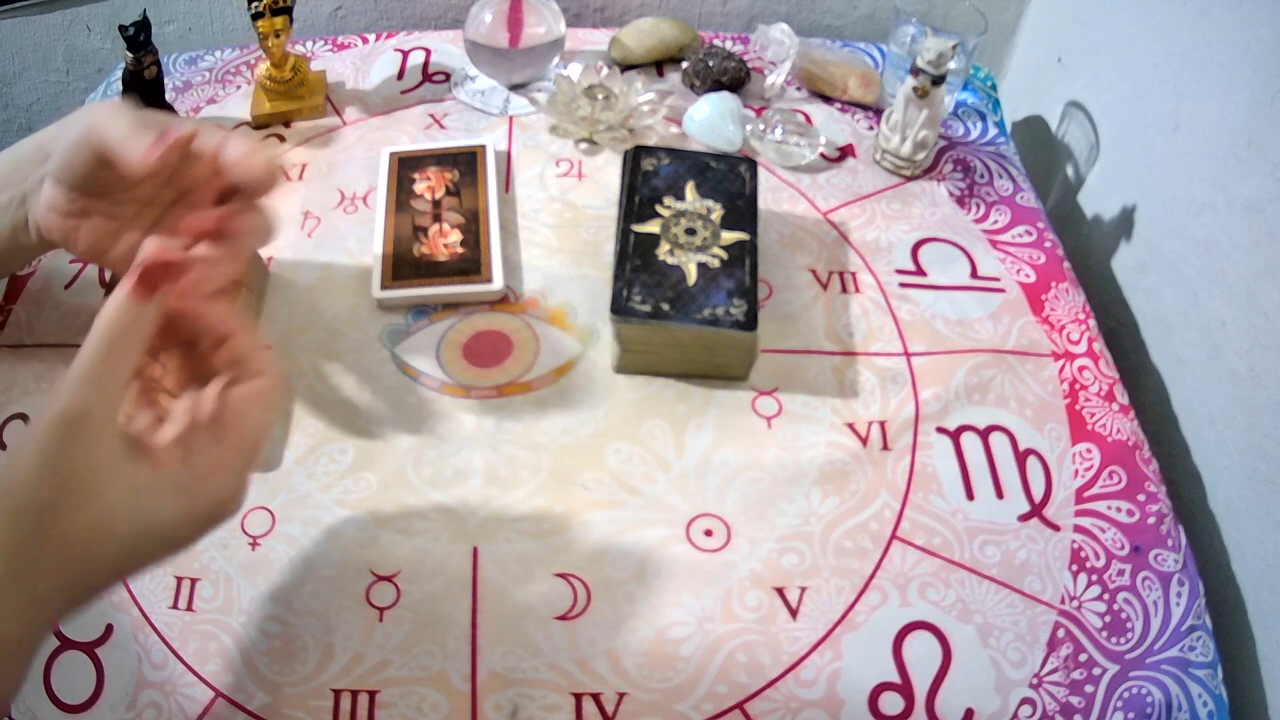 ♑
X
XI
♃
♅
♄
VII
♎
☿
VI
♍
♀
☉
II
☿
☽
V
♉
III
IV
♌